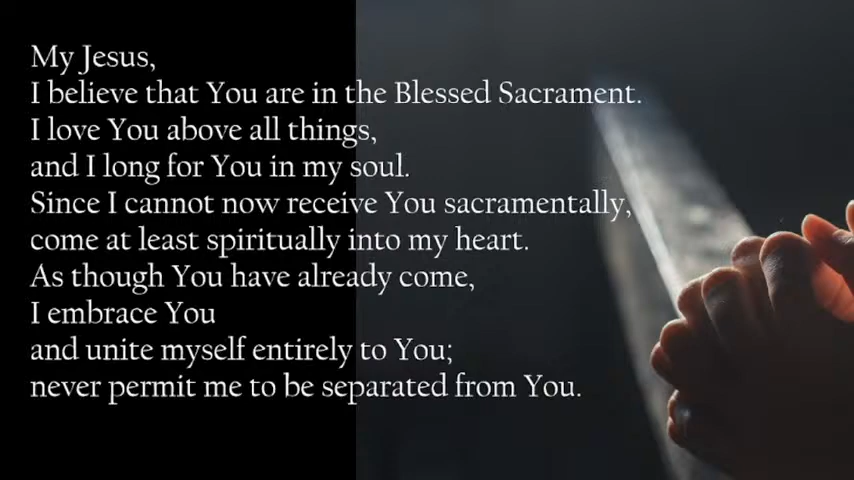 My Jesus,
I believe that You are in the Blessed Sacrament.
I love You above all things,
and I long for You in my soul.
Since I cannot now receive You sacramentally,
come at least spiritually into my heart.
As though You have already come,
I embrace You
and unite myself entirely to You;
never permit me to be separated from You.